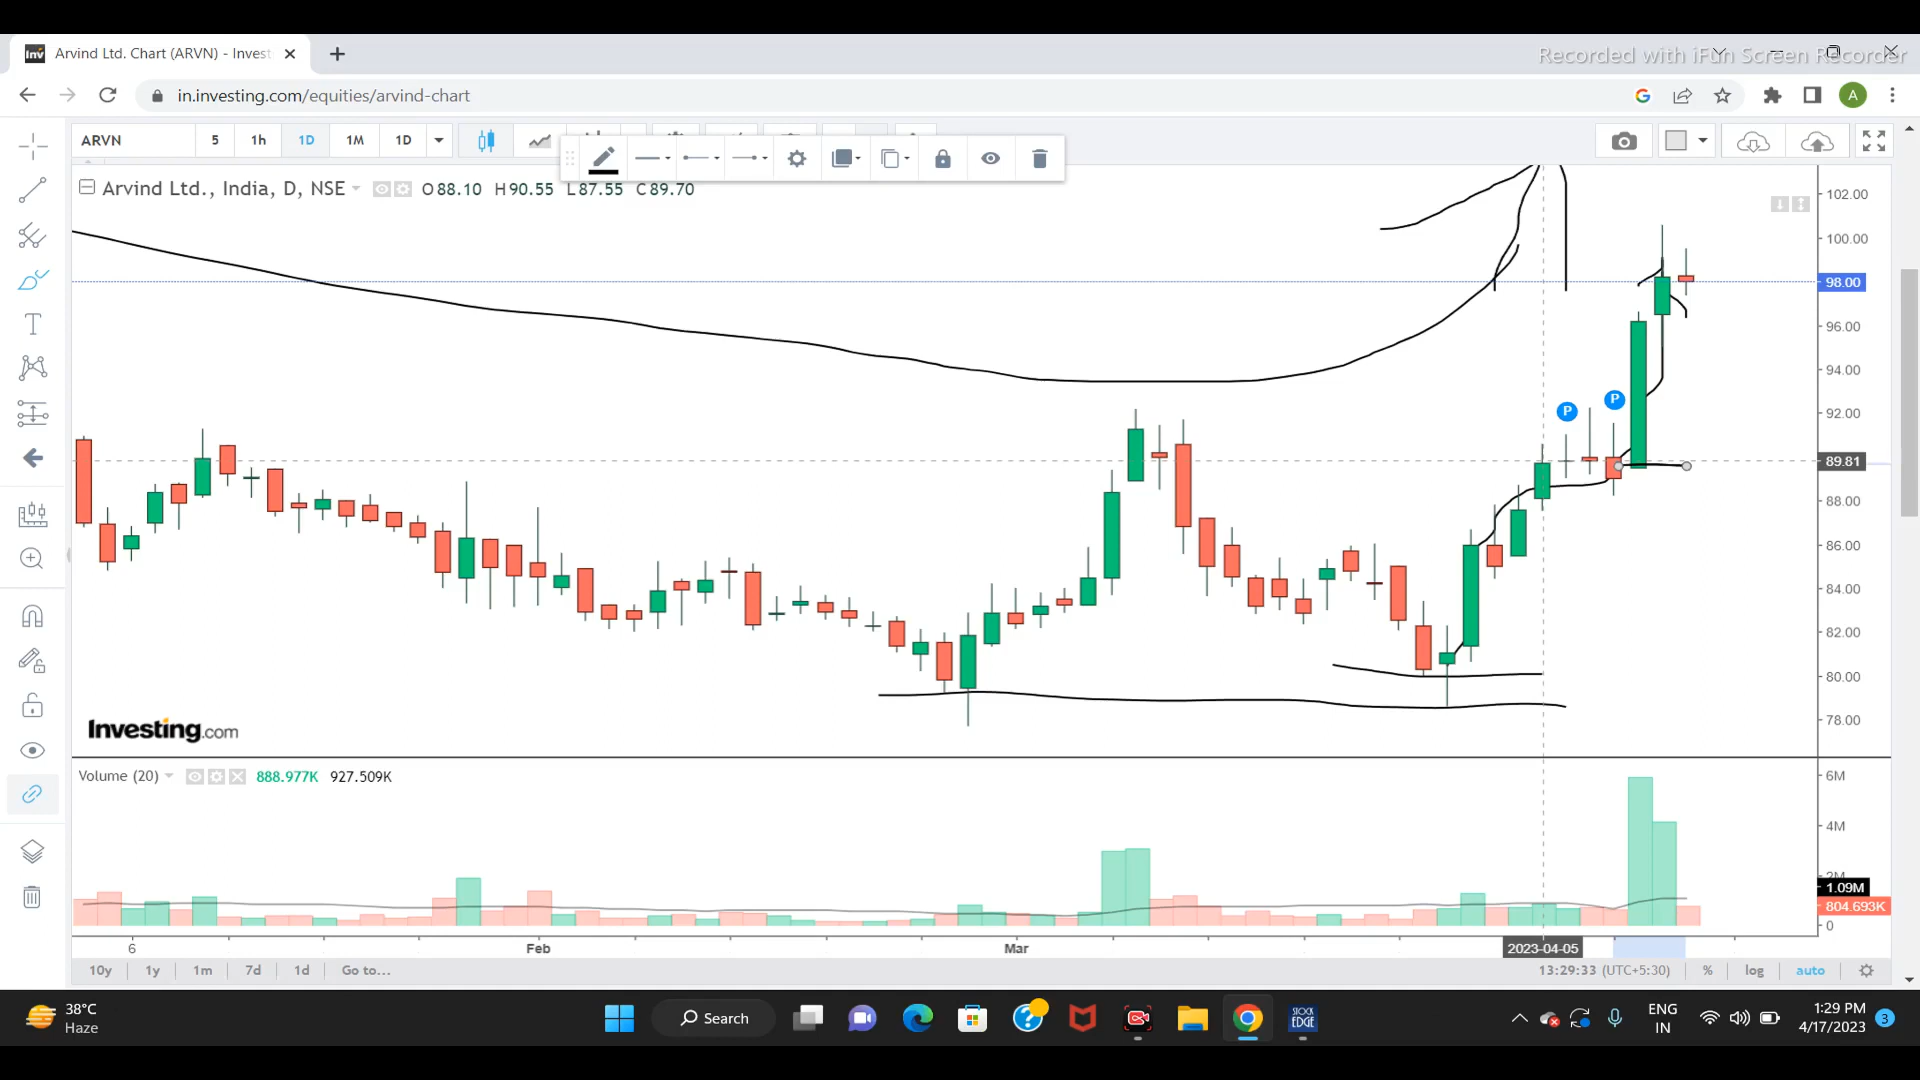 Arvind Ltd. Chart (ARVN) - Invest
Recorded with iFun Screen Recorder
in.investing.com/equities/arvind-chart
A
ARVN 5 1h 1D 1M 1D
Arvind Ltd., India, D, NSE O88.10 H90.55 L87.55 C89.70
102.00
100.00
98.00
96.00
94.00
92.00
89.81
88.00
86.00
84.00
82.00
80.00
78.00
P
P
Investing.com
Volume (20) 888.977K 927.509K
6M
4M
2M
1.09M
804.693K
0
6 Feb Mar 2023-04-05
10y 1y 1m 7d 1d Go to... 13:29:33 (UTC+5:30) % log auto
38°C
Haze
Search
STOCK
EDGE
ENG
IN
1:29 PM
4/17/2023
3